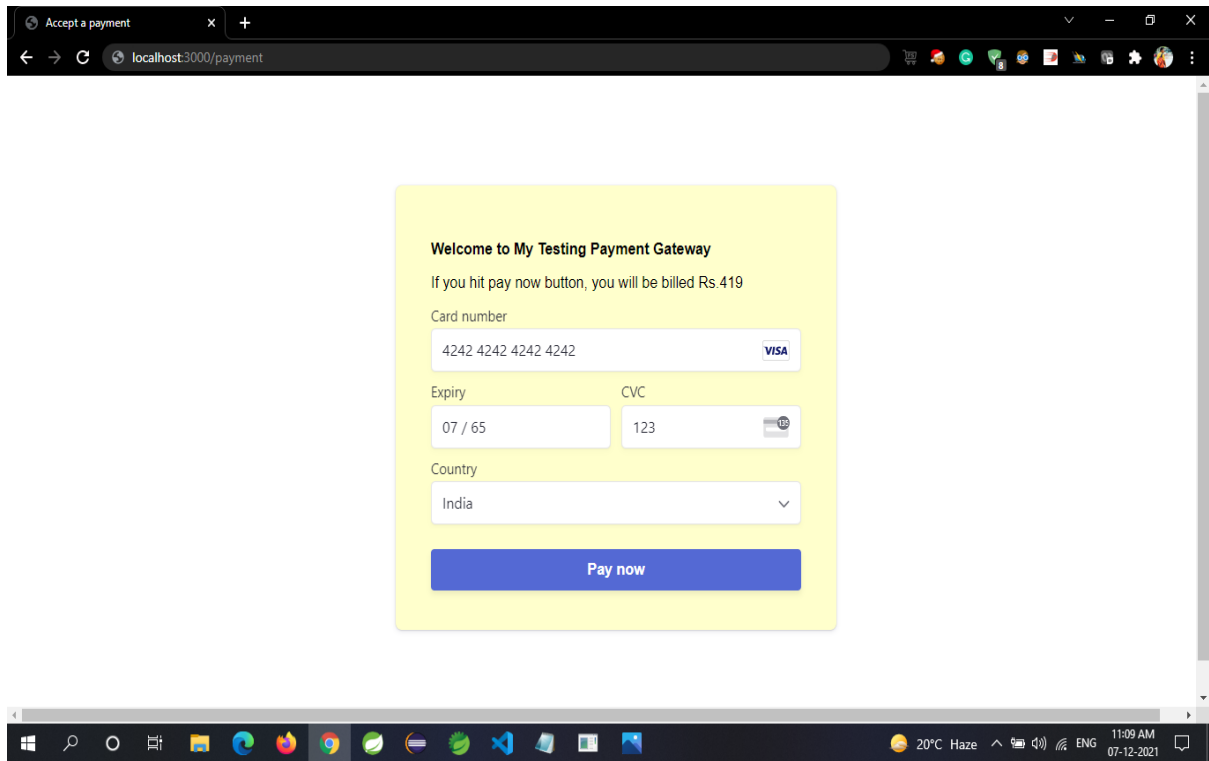 Accept a payment
localhost:3000/payment
8
Welcome to My Testing Payment Gateway
If you hit pay now button, you will be billed Rs.419
Card number
4242 4242 4242 4242
VISA
Expiry
CVC
07 / 65
123
135
Country
India
Pay now
20°C Haze
ENG
11:09 AM
07-12-2021